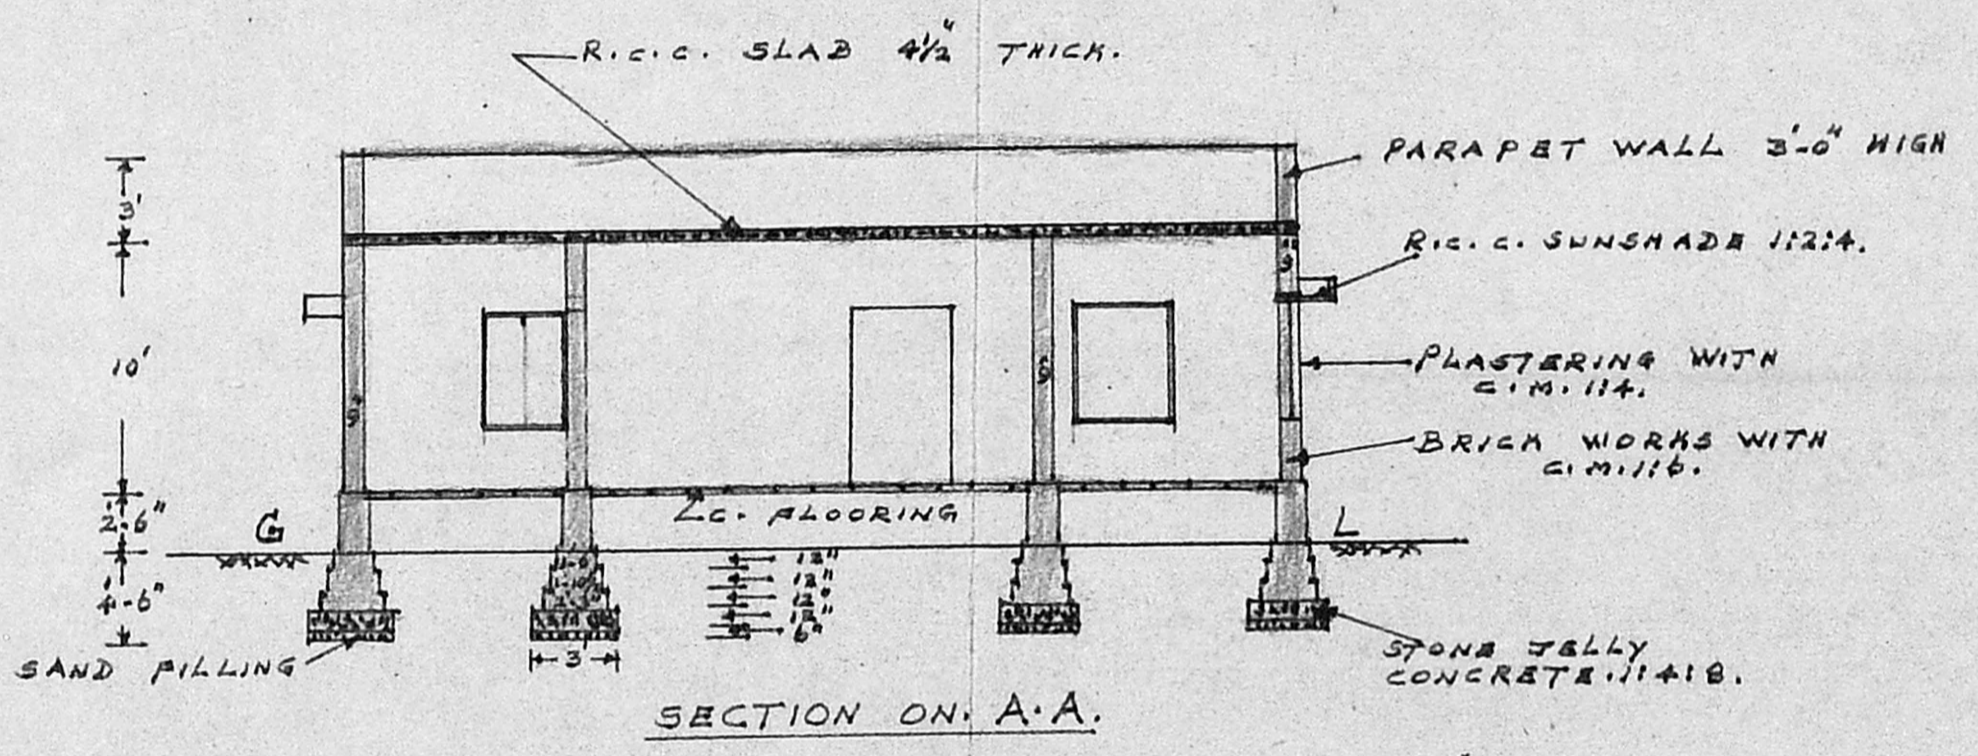 R.C.C. SLAB 4½" THICK.
PARAPET WALL 3'-0" HIGH
3'
R.C.C. SUNSHADE 1:2:4.
9"
10'
PLASTERING WITH
C.M. 1:4.
9"
9"
BRICK WORKS WITH
C.M. 1:6.
2'-6"
G
C. FLOORING
L
4'-6"
12"
12"
12"
12"
6"
3'
SAND FILLING
STONE JELLY
CONCRETE. 1:4:8.
SECTION ON. A.A.